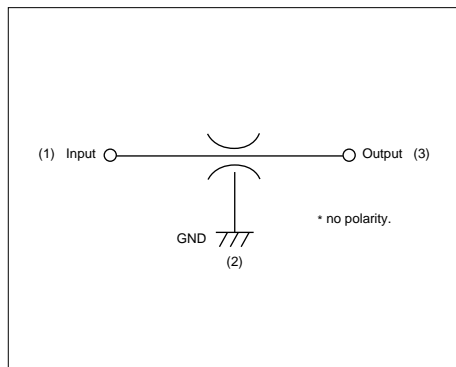 (1) Input Output (3)
* no polarity.
GND
(2)